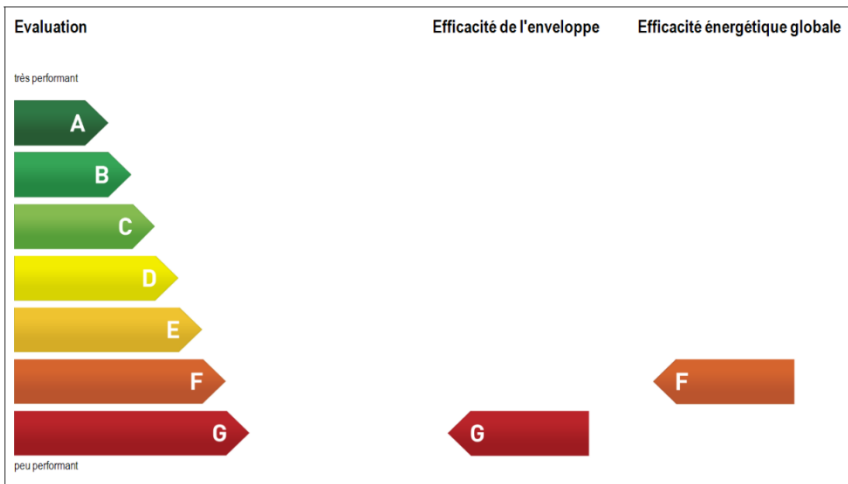 Evaluation Efficacité de l'enveloppe Efficacité énergétique globale
très performant
A
B
C
D
E
F F
G G
peu performant